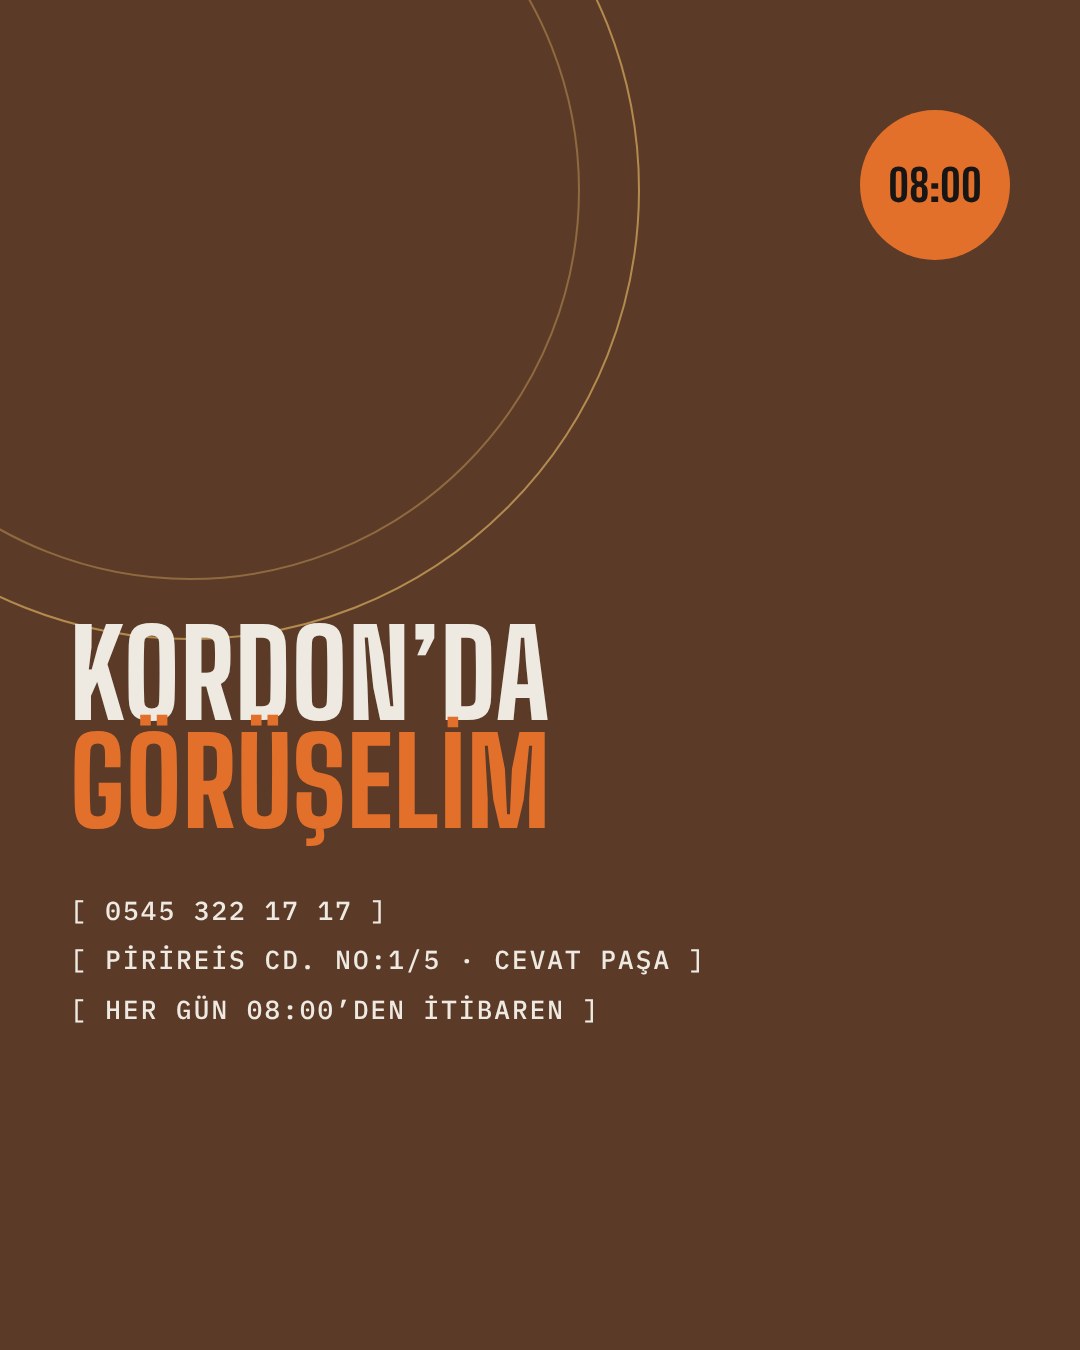 08:00
KORDON’DA
GÖRÜŞELİM
[ 0545 322 17 17 ]
[ PİRİREİS CD. NO:1/5 · CEVAT PAŞA ]
[ HER GÜN 08:00’DEN İTİBAREN ]